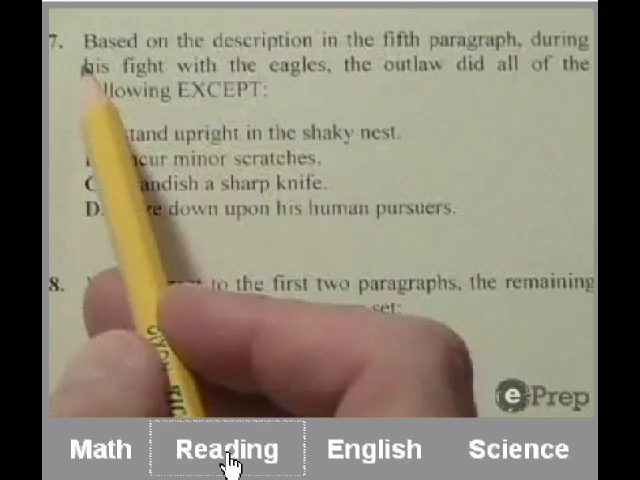 7. Based on the description in the fifth paragraph, during
his fight with the eagles, the outlaw did all of the
llowing EXCEPT:
tand upright in the shaky nest.
cur minor scratches.
C andish a sharp knife.
D. down upon his human pursuers.
8. to the first two paragraphs, the remaining
set:
ePrep
Math Reading English Science